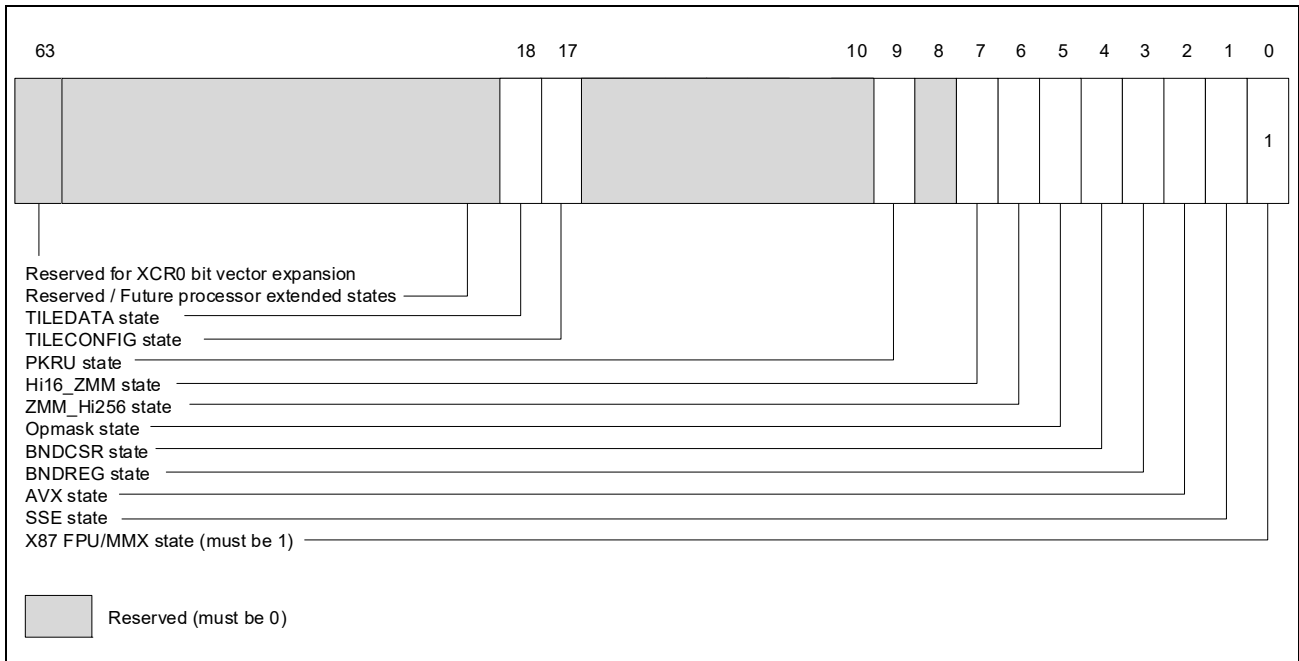 63 18 17 10 9 8 7 6 5 4 3 2 1 0
1
Reserved for XCR0 bit vector expansion
Reserved / Future processor extended states
TILEDATA state
TILECONFIG state
PKRU state
Hi16_ZMM state
ZMM_Hi256 state
Opmask state
BNDCSR state
BNDREG state
AVX state
SSE state
X87 FPU/MMX state (must be 1)
Reserved (must be 0)